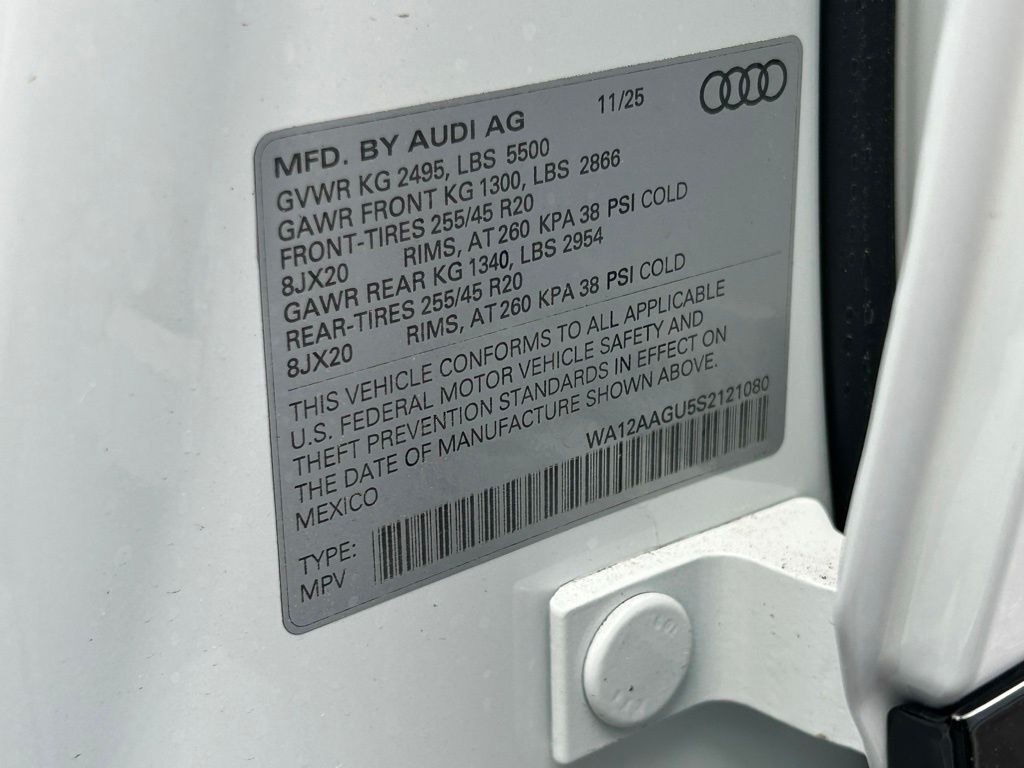 MFD. BY AUDI AG 11/25
GVWR KG 2495, LBS 5500
GAWR FRONT KG 1300, LBS 2866
FRONT-TIRES 255/45 R20
8JX20 RIMS, AT 260 KPA 38 PSI COLD
GAWR REAR KG 1340, LBS 2954
REAR-TIRES 255/45 R20
8JX20 RIMS, AT 260 KPA 38 PSI COLD
THIS VEHICLE CONFORMS TO ALL APPLICABLE
U.S. FEDERAL MOTOR VEHICLE SAFETY AND
THEFT PREVENTION STANDARDS IN EFFECT ON
THE DATE OF MANUFACTURE SHOWN ABOVE.
MEXICO WA12AAGU5S2121080
TYPE:
MPV